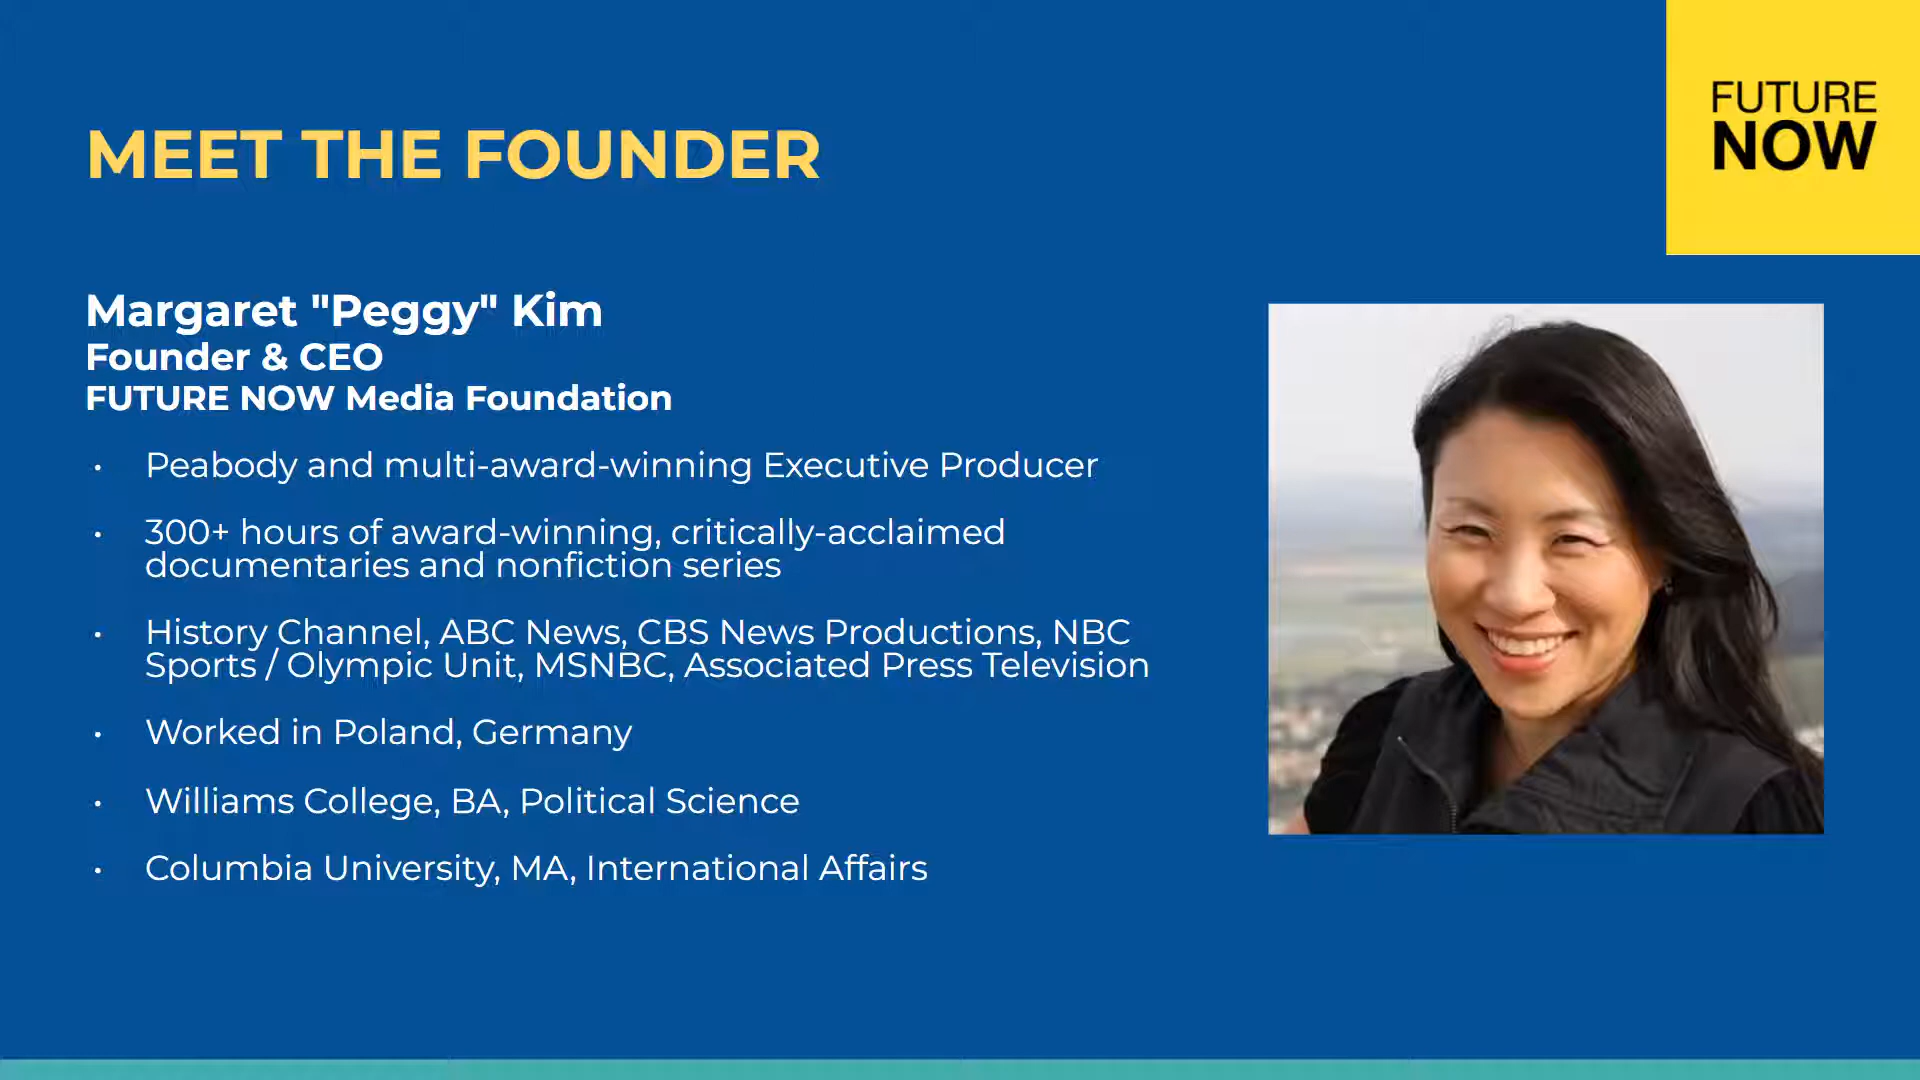 FUTURE
NOW
MEET THE FOUNDER
Margaret "Peggy" Kim
Founder & CEO
FUTURE NOW Media Foundation
• Peabody and multi-award-winning Executive Producer
• 300+ hours of award-winning, critically-acclaimed
documentaries and nonfiction series
• History Channel, ABC News, CBS News Productions, NBC
Sports / Olympic Unit, MSNBC, Associated Press Television
• Worked in Poland, Germany
• Williams College, BA, Political Science
• Columbia University, MA, International Affairs